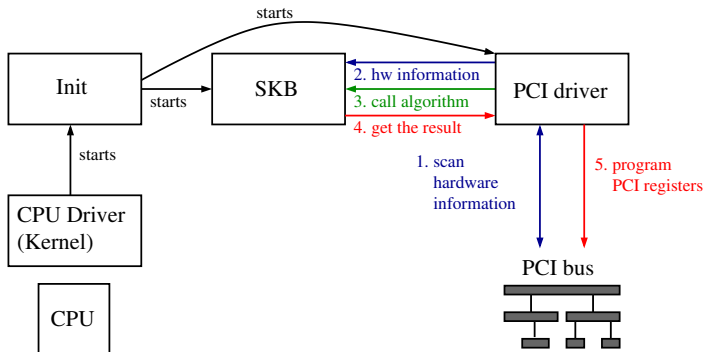 starts
Init
starts
SKB
2. hw information
3. call algorithm
4. get the result
PCI driver
starts
1. scan
hardware
information
5. program
PCI registers
CPU Driver
(Kernel)
PCI bus
CPU